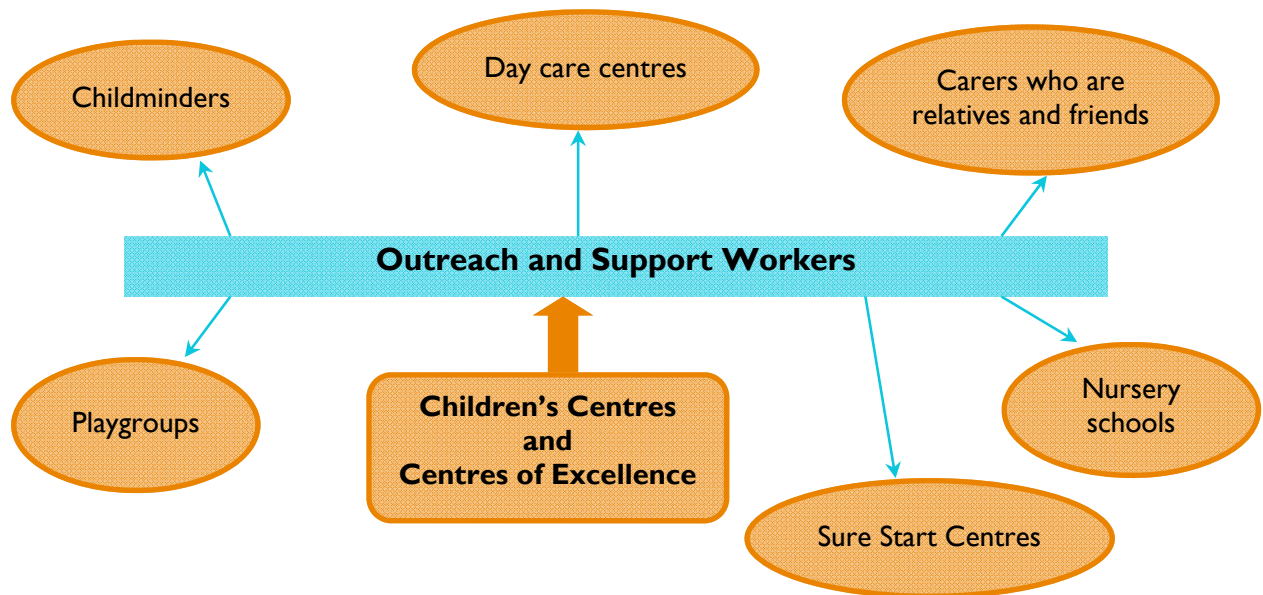 Childminders
Day care centres
Carers who are
relatives and friends
Outreach and Support Workers
Playgroups
Children’s Centres
and
Centres of Excellence
Nursery
schools
Sure Start Centres